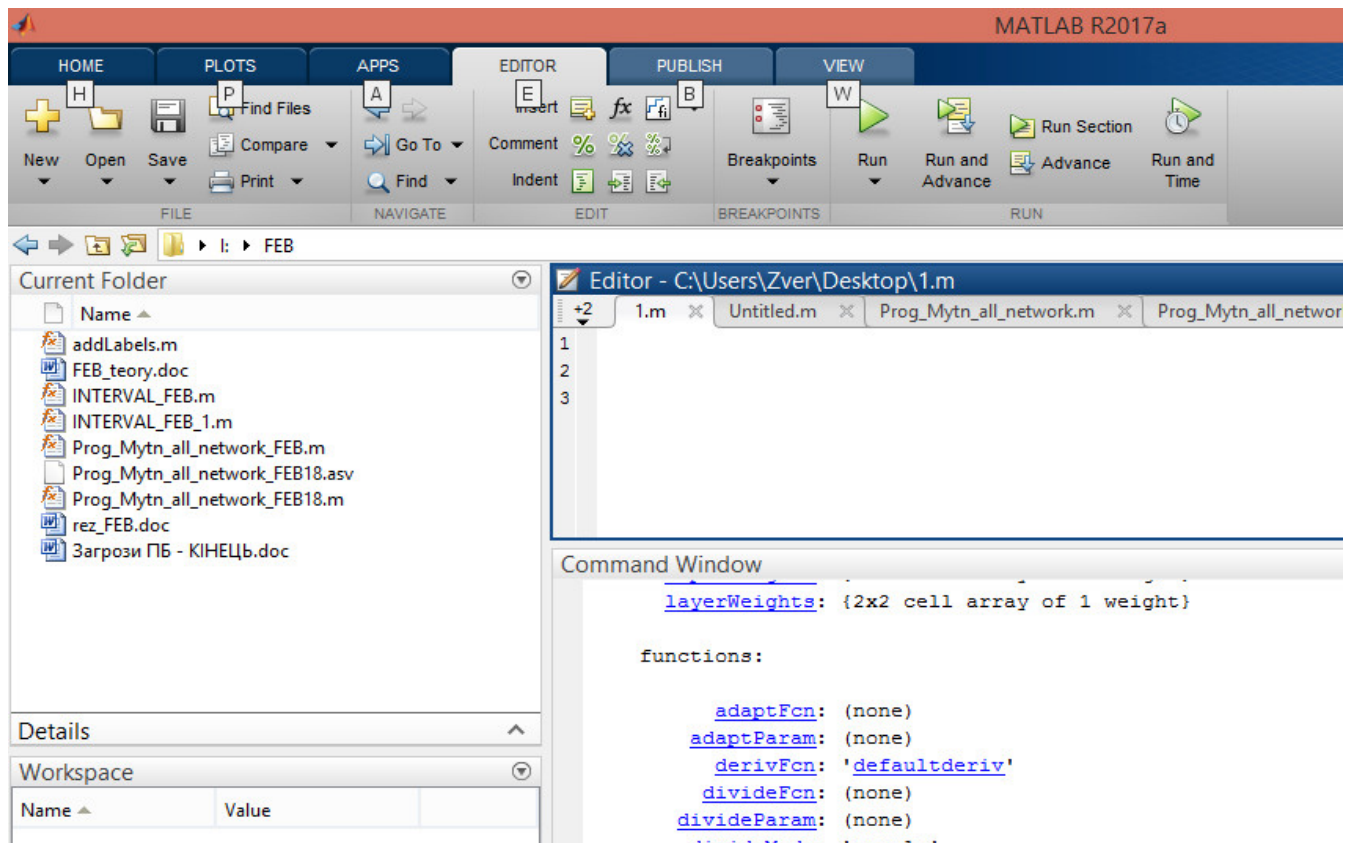 MATLAB R2017a
HOME PLOTS APPS EDITOR PUBLISH VIEW
H P A E B W
Find Files Insert fx fi
New Open Save Compare Print Go To Find Comment Indent Breakpoints Run Run and Advance Run Section Advance Run and Time
FILE NAVIGATE EDIT BREAKPOINTS RUN
I: FEB
Current Folder
Name
addLabels.m
FEB_teory.doc
INTERVAL_FEB.m
INTERVAL_FEB_1.m
Prog_Mytn_all_network_FEB.m
Prog_Mytn_all_network_FEB18.asv
Prog_Mytn_all_network_FEB18.m
rez_FEB.doc
Загрози ПБ - КІНЕЦЬ.doc
Details
Workspace
Name Value
Editor - C:\Users\Zver\Desktop\1.m
+2 1.m Untitled.m Prog_Mytn_all_network.m Prog_Mytn_all_networ
1
2
3
Command Window
layerWeights: {2x2 cell array of 1 weight}
functions:
adaptFcn: (none)
adaptParam: (none)
derivFcn: 'defaultderiv'
divideFcn: (none)
divideParam: (none)